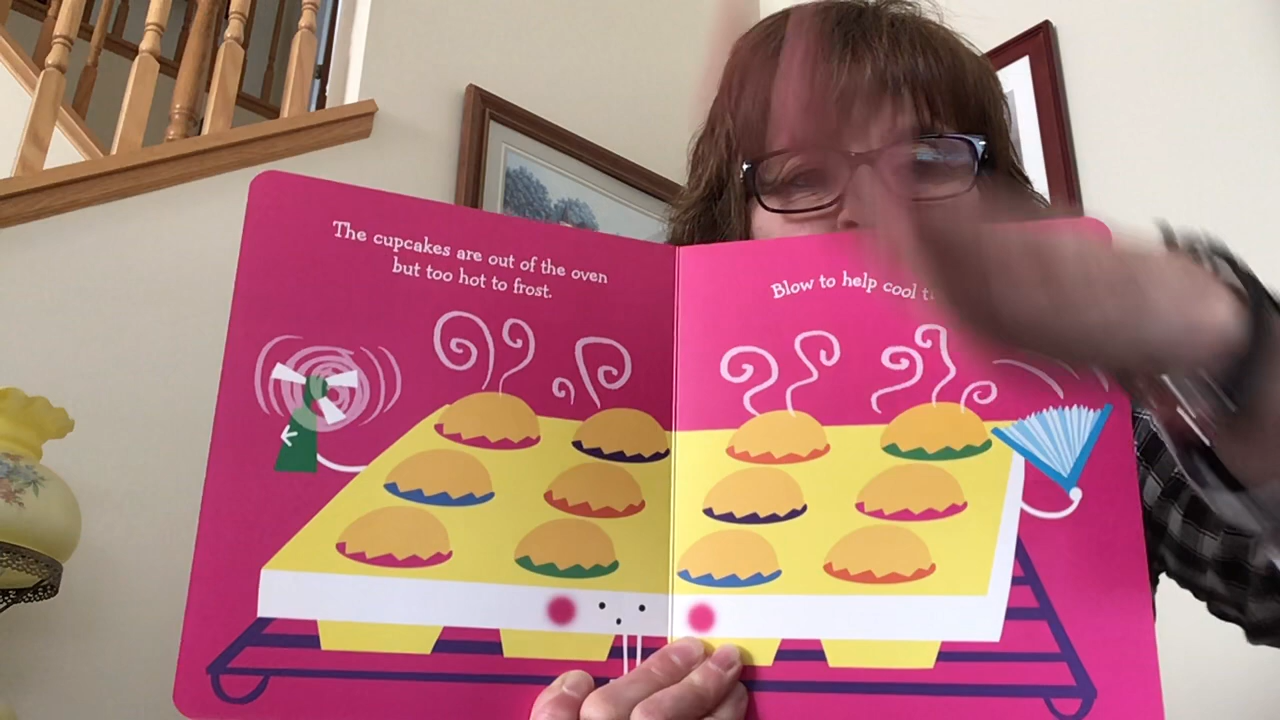 The cupcakes are out of the oven
but too hot to frost.
Blow to help cool